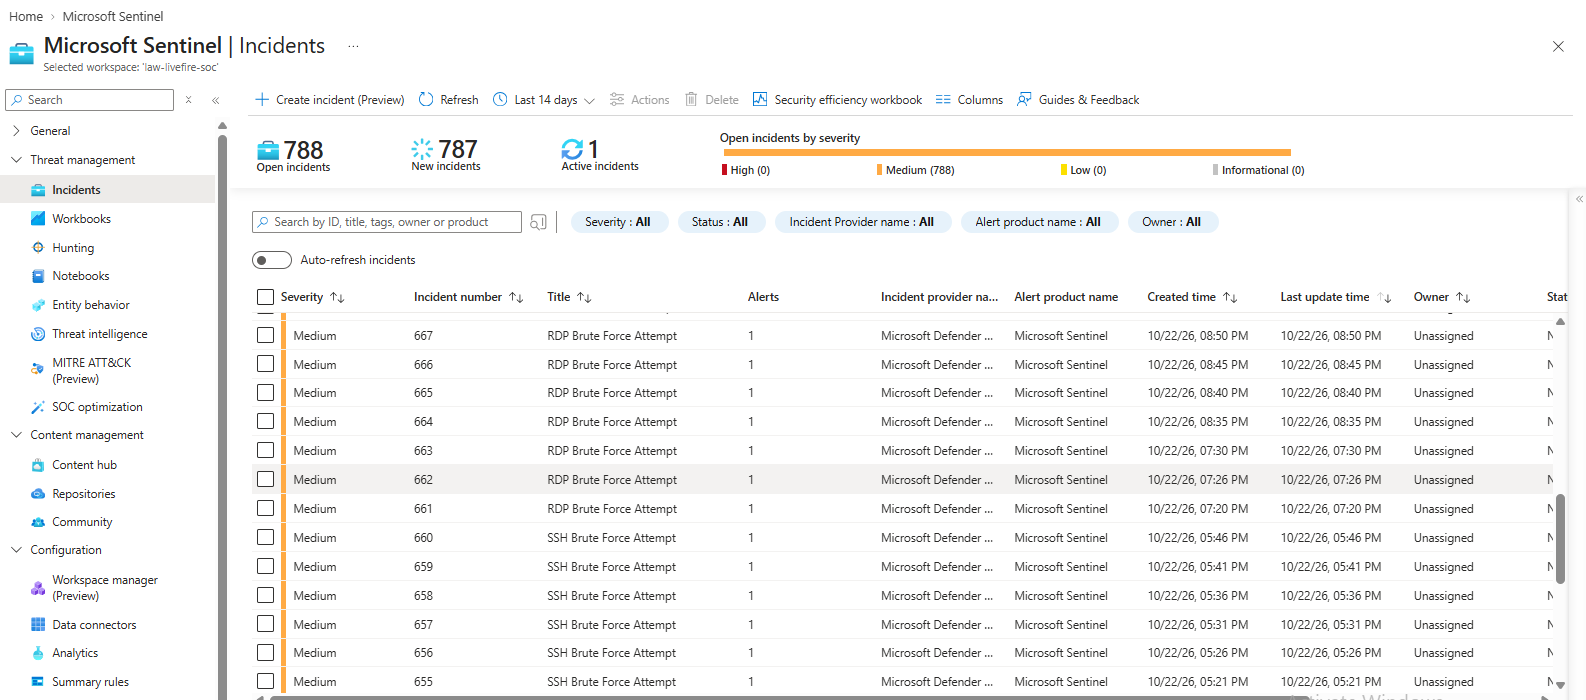 Home > Microsoft Sentinel
Microsoft Sentinel | Incidents ...
Selected workspace: 'law-livefire-soc'
Search
General
Threat management
Incidents
Workbooks
Hunting
Notebooks
Entity behavior
Threat intelligence
MITRE ATT&CK
(Preview)
SOC optimization
Content management
Content hub
Repositories
Community
Configuration
Workspace manager
(Preview)
Data connectors
Analytics
Summary rules
+ Create incident (Preview) Refresh Last 14 days Actions Delete Security efficiency workbook Columns Guides & Feedback
788
Open incidents
787
New incidents
1
Active incidents
Open incidents by severity
High (0) Medium (788) Low (0) Informational (0)
Search by ID, title, tags, owner or product
Severity : All Status : All Incident Provider name : All Alert product name : All Owner : All
Auto-refresh incidents
Severity Incident number Title Alerts Incident provider na... Alert product name Created time Last update time Owner Stat
Medium 667 RDP Brute Force Attempt 1 Microsoft Defender ... Microsoft Sentinel 10/22/26, 08:50 PM 10/22/26, 08:50 PM Unassigned N
Medium 666 RDP Brute Force Attempt 1 Microsoft Defender ... Microsoft Sentinel 10/22/26, 08:45 PM 10/22/26, 08:45 PM Unassigned N
Medium 665 RDP Brute Force Attempt 1 Microsoft Defender ... Microsoft Sentinel 10/22/26, 08:40 PM 10/22/26, 08:40 PM Unassigned N
Medium 664 RDP Brute Force Attempt 1 Microsoft Defender ... Microsoft Sentinel 10/22/26, 08:35 PM 10/22/26, 08:35 PM Unassigned N
Medium 663 RDP Brute Force Attempt 1 Microsoft Defender ... Microsoft Sentinel 10/22/26, 07:30 PM 10/22/26, 07:30 PM Unassigned N
Medium 662 RDP Brute Force Attempt 1 Microsoft Defender ... Microsoft Sentinel 10/22/26, 07:26 PM 10/22/26, 07:26 PM Unassigned N
Medium 661 RDP Brute Force Attempt 1 Microsoft Defender ... Microsoft Sentinel 10/22/26, 07:20 PM 10/22/26, 07:20 PM Unassigned N
Medium 660 SSH Brute Force Attempt 1 Microsoft Defender ... Microsoft Sentinel 10/22/26, 05:46 PM 10/22/26, 05:46 PM Unassigned N
Medium 659 SSH Brute Force Attempt 1 Microsoft Defender ... Microsoft Sentinel 10/22/26, 05:41 PM 10/22/26, 05:41 PM Unassigned N
Medium 658 SSH Brute Force Attempt 1 Microsoft Defender ... Microsoft Sentinel 10/22/26, 05:36 PM 10/22/26, 05:36 PM Unassigned N
Medium 657 SSH Brute Force Attempt 1 Microsoft Defender ... Microsoft Sentinel 10/22/26, 05:31 PM 10/22/26, 05:31 PM Unassigned N
Medium 656 SSH Brute Force Attempt 1 Microsoft Defender ... Microsoft Sentinel 10/22/26, 05:26 PM 10/22/26, 05:26 PM Unassigned N
Medium 655 SSH Brute Force Attempt 1 Microsoft Defender ... Microsoft Sentinel 10/22/26, 05:21 PM 10/22/26, 05:21 PM Unassigned N